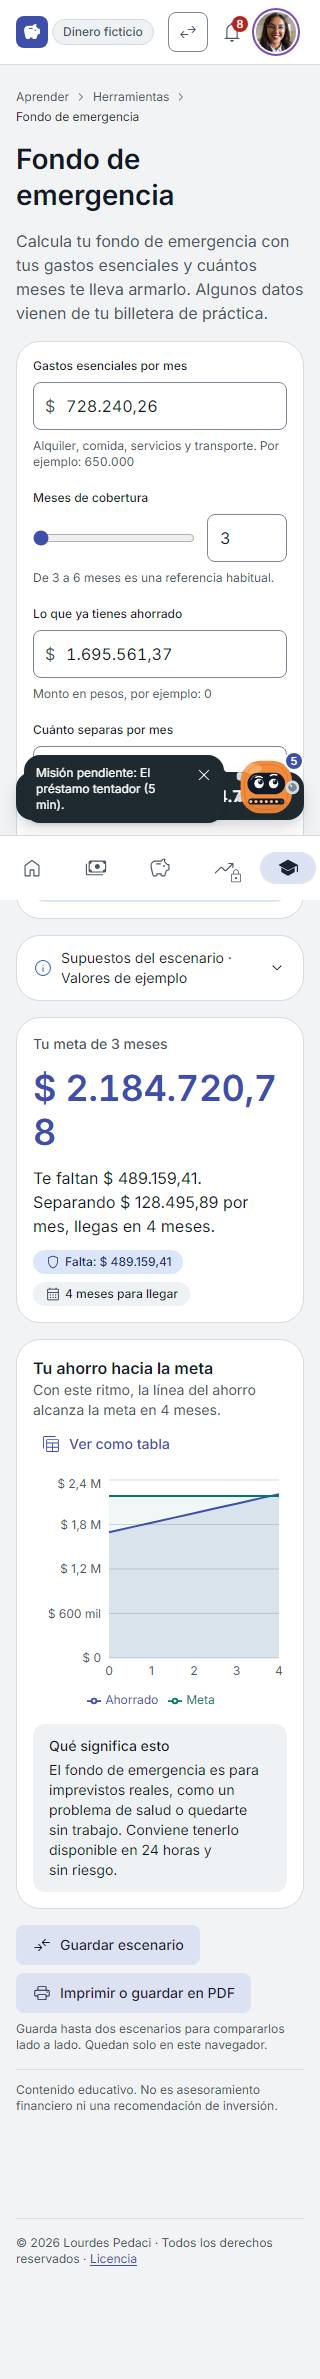 Dinero ficticio
8
Aprender
Herramientas
Fondo de emergencia
Fondo de
emergencia
Calcula tu fondo de emergencia con
tus gastos esenciales y cuántos
meses te lleva armarlo. Algunos datos
vienen de tu billetera de práctica.
Gastos esenciales por mes
$ 728.240,26
Alquiler, comida, servicios y transporte. Por
ejemplo: 650.000
Meses de cobertura
3
De 3 a 6 meses es una referencia habitual.
Lo que ya tienes ahorrado
$ 1.695.561,37
Monto en pesos, por ejemplo: 0
Cuánto separas por mes
Misión pendiente: El
préstamo tentador (5
min).
5
Supuestos del escenario ·
Valores de ejemplo
Tu meta de 3 meses
$ 2.184.720,7
8
Te faltan $ 489.159,41.
Separando $ 128.495,89 por
mes, llegas en 4 meses.
Falta: $ 489.159,41
4 meses para llegar
Tu ahorro hacia la meta
Con este ritmo, la línea del ahorro
alcanza la meta en 4 meses.
Ver como tabla
$ 2,4 M
$ 1,8 M
$ 1,2 M
$ 600 mil
$ 0
0 1 2 3 4
Ahorrado Meta
Qué significa esto
El fondo de emergencia es para
imprevistos reales, como un
problema de salud o quedarte
sin trabajo. Conviene tenerlo
disponible en 24 horas y
sin riesgo.
Guardar escenario
Imprimir o guardar en PDF
Guarda hasta dos escenarios para compararlos
lado a lado. Quedan solo en este navegador.
Contenido educativo. No es asesoramiento
financiero ni una recomendación de inversión.
© 2026 Lourdes Pedaci · Todos los derechos
reservados · Licencia